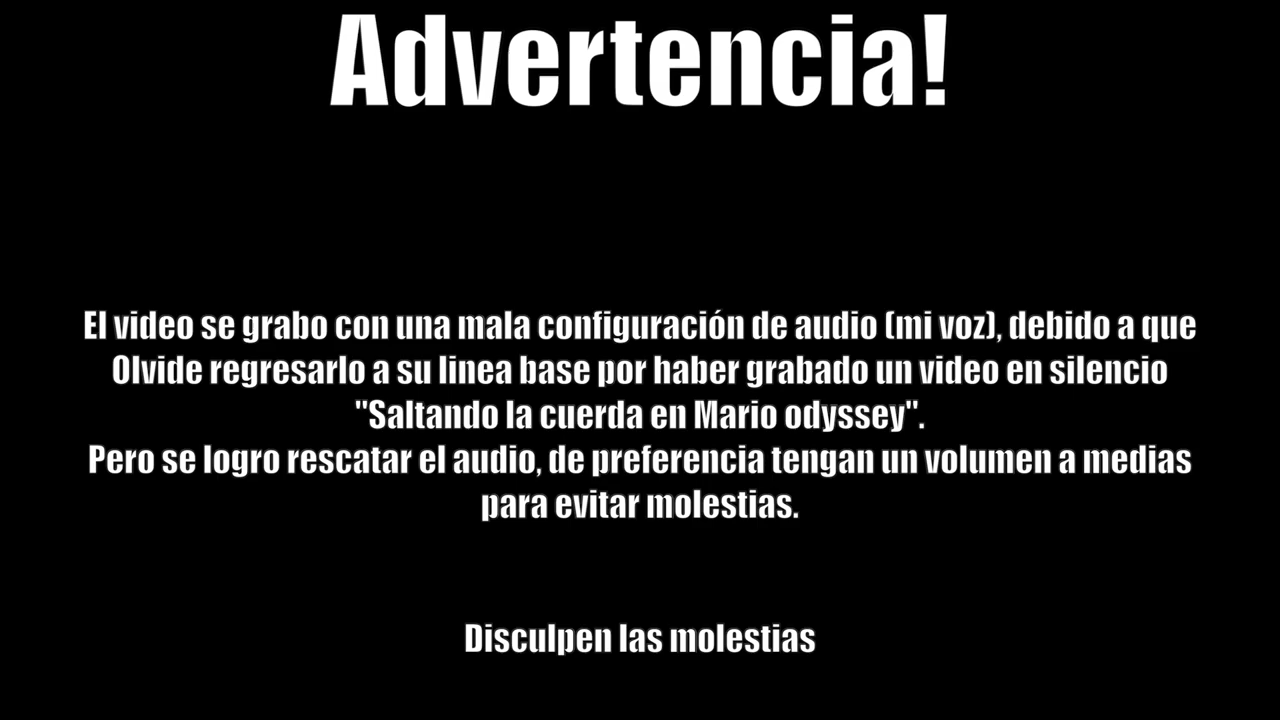 Advertencia!
El video se grabo con una mala configuración de audio (mi voz), debido a que
Olvide regresarlo a su linea base por haber grabado un video en silencio
"Saltando la cuerda en Mario odyssey".
Pero se logro rescatar el audio, de preferencia tengan un volumen a medias
para evitar molestias.
Disculpen las molestias